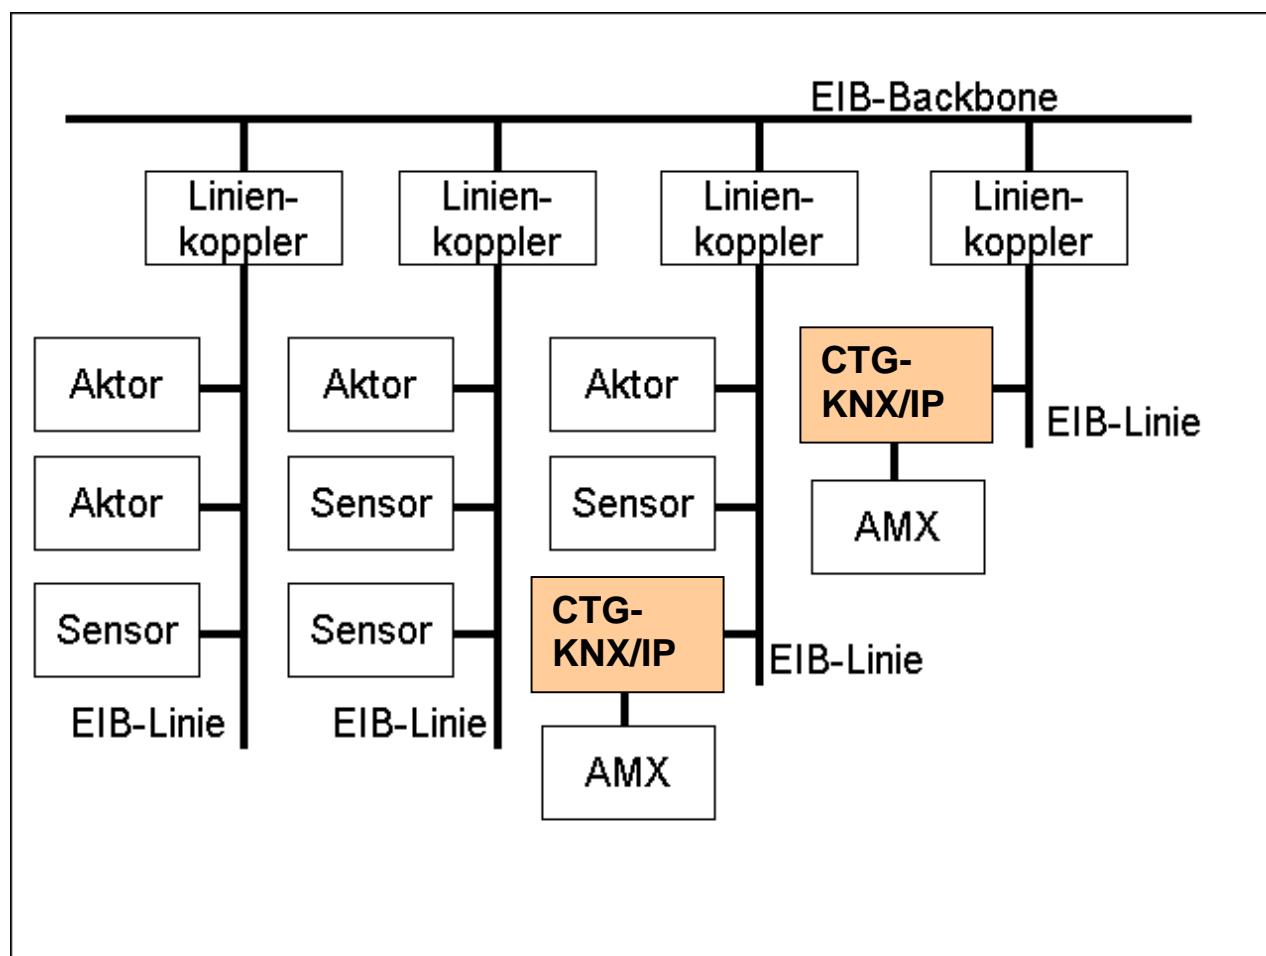 EIB-Backbone
Linien-
koppler
Linien-
koppler
Linien-
koppler
Linien-
koppler
Aktor
Aktor
Aktor
CTG-
KNX/IP
EIB-Linie
Aktor
Sensor
Sensor
AMX
Sensor
Sensor
CTG-
KNX/IP
EIB-Linie
EIB-Linie
EIB-Linie
AMX